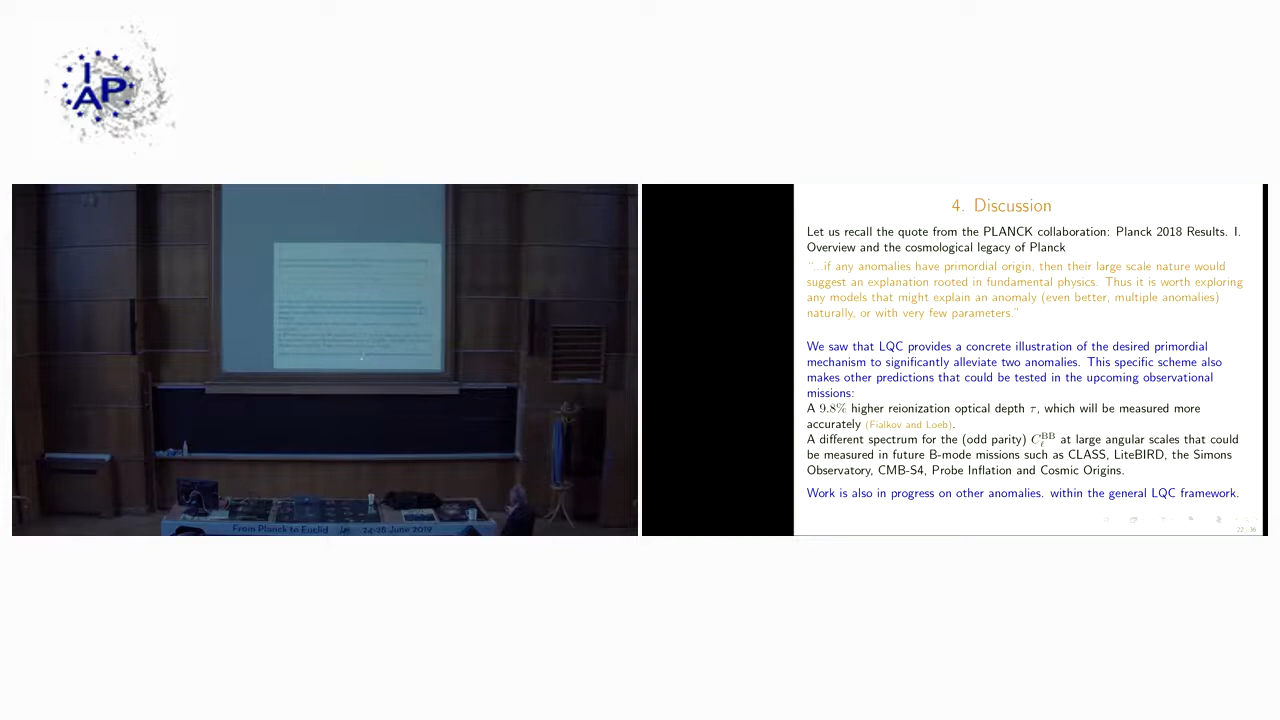 I
A P
4. Discussion
Let us recall the quote from the PLANCK collaboration: Planck 2018 Results. I.
Overview and the cosmological legacy of Planck
“...if any anomalies have primordial origin, then their large scale nature would
suggest an explanation rooted in fundamental physics. Thus it is worth exploring
any models that might explain an anomaly (even better, multiple anomalies)
naturally, or with very few parameters.”
We saw that LQC provides a concrete illustration of the desired primordial
mechanism to significantly alleviate two anomalies. This specific scheme also
makes other predictions that could be tested in the upcoming observational
missions:
A 9.8% higher reionization optical depth τ, which will be measured more
accurately (Fialkov and Loeb).
A different spectrum for the (odd parity) C_ℓ^BB at large angular scales that could
be measured in future B-mode missions such as CLASS, LiteBIRD, the Simons
Observatory, CMB-S4, Probe Inflation and Cosmic Origins.
Work is also in progress on other anomalies. within the general LQC framework.
22 / 36
From Planck to Euclid 24-28 June 2019